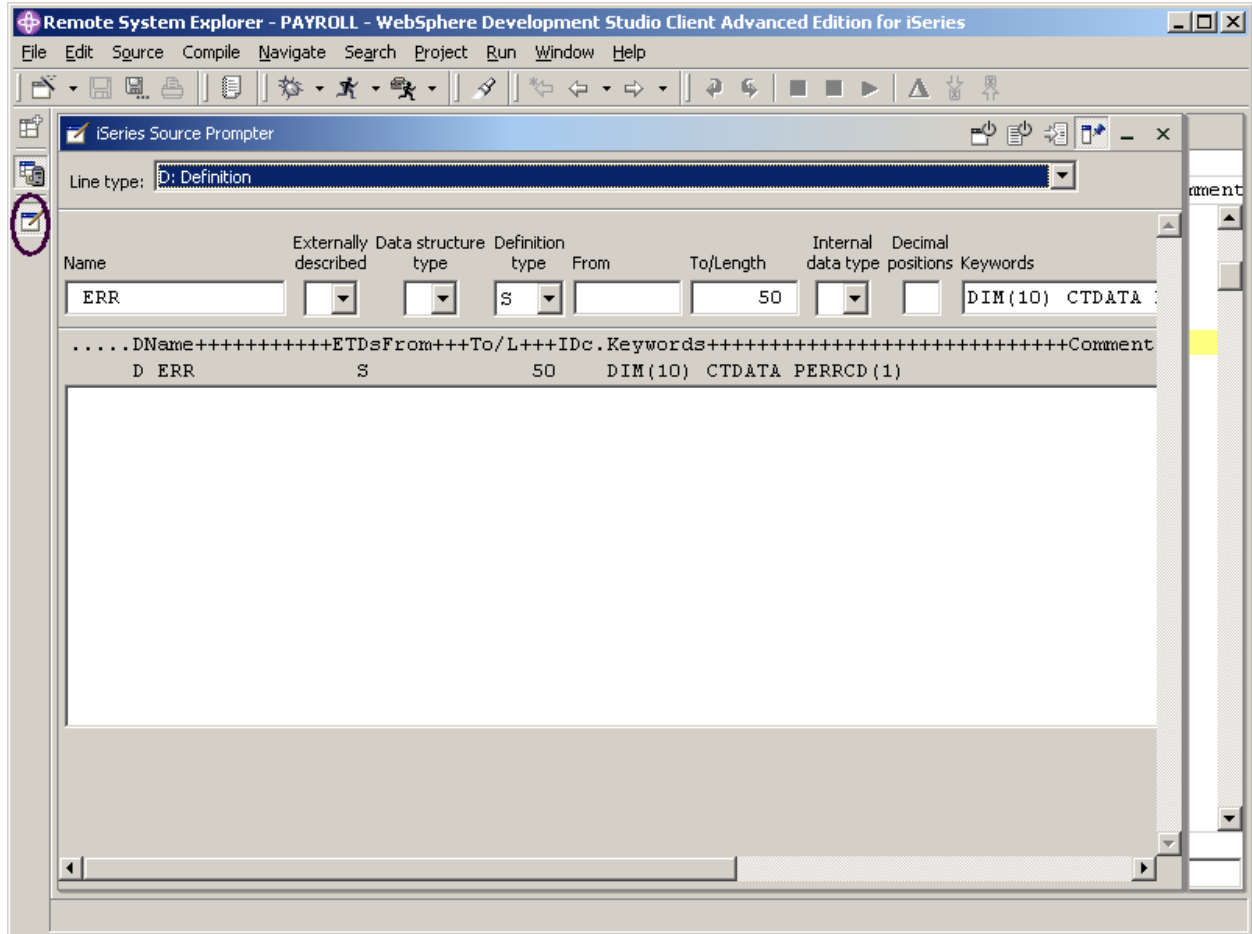 Remote System Explorer - PAYROLL - WebSphere Development Studio Client Advanced Edition for iSeries
File Edit Source Compile Navigate Search Project Run Window Help
iSeries Source Prompter
Line type: D: Definition
mment
Externally Data structure Definition Internal Decimal
Name described type type From To/Length data type positions Keywords
ERR S 50 DIM(10) CTDATA
.....DName+++++++++++ETDsFrom+++To/L+++IDc.Keywords+++++++++++++++++++++++++++++Comment
D ERR S 50 DIM(10) CTDATA PERRCD(1)